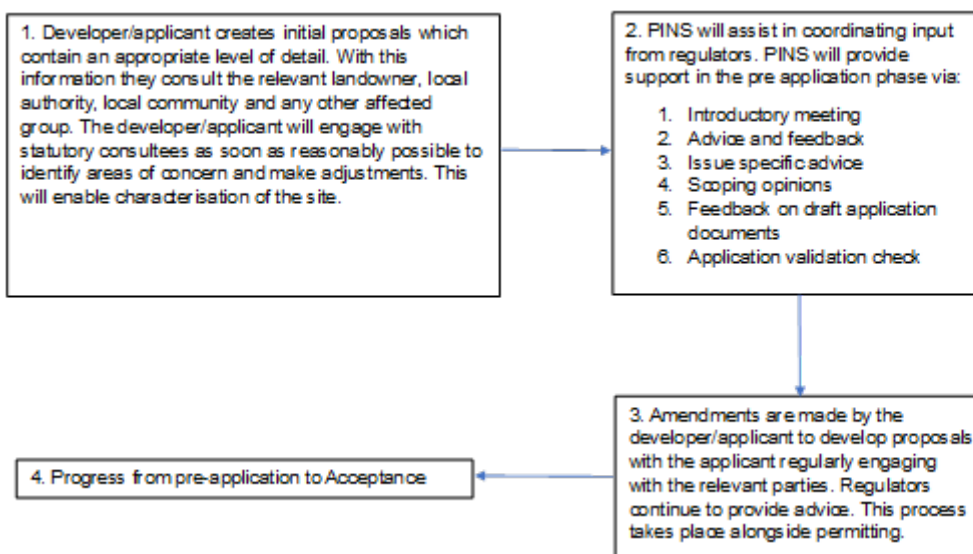 1. Developer/applicant creates initial proposals which
contain an appropriate level of detail. With this
information they consult the relevant landowner, local
authority, local community and any other affected
group. The developer/applicant will engage with
statutory consultees as soon as reasonably possible to
identify areas of concern and make adjustments. This
will enable characterisation of the site.
2. PINS will assist in coordinating input
from regulators. PINS will provide
support in the pre application phase via:
1. Introductory meeting
2. Advice and feedback
3. Issue specific advice
4. Scoping opinions
5. Feedback on draft application
documents
6. Application validation check
3. Amendments are made by the
developer/applicant to develop proposals
with the applicant regularly engaging
with the relevant parties. Regulators
continue to provide advice. This process
takes place alongside permitting.
4. Progress from pre-application to Acceptance